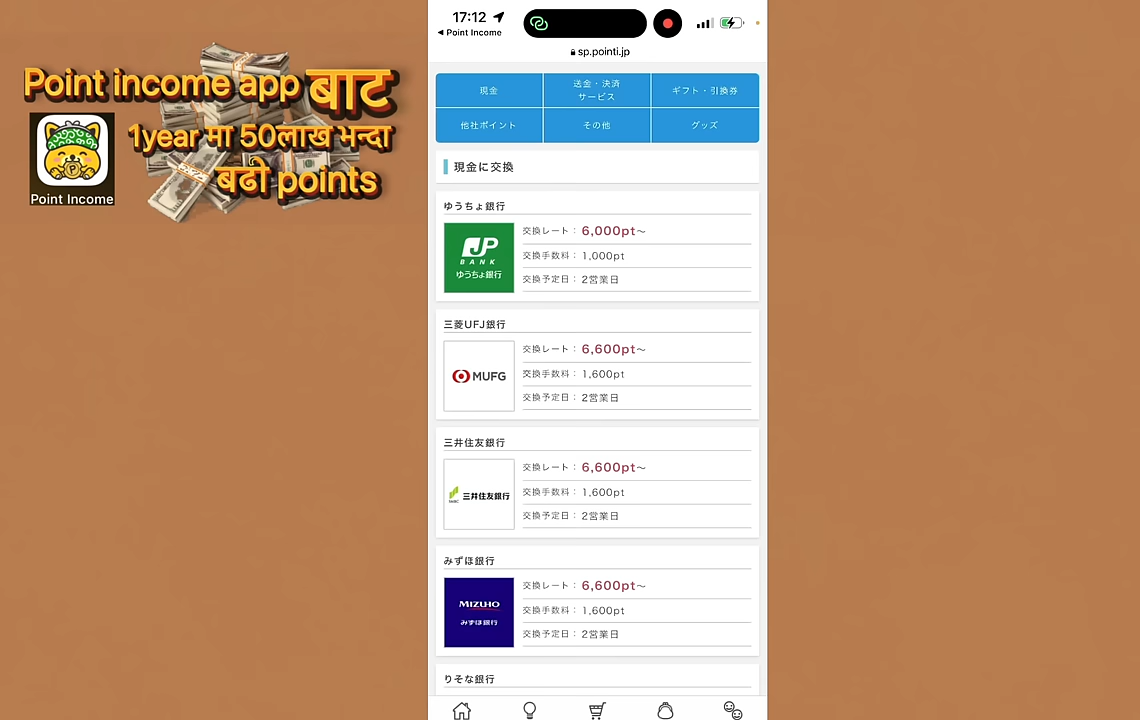 Point income app बाट
1year मा 50लाख भन्दा
बढी points
Point Income
17:12
◀ Point Income
sp.pointi.jp
現金
送金・決済
サービス
ギフト・引換券
他社ポイント
その他
グッズ
現金に交換
ゆうちょ銀行
JP
BANK
ゆうちょ銀行
交換レート: 6,000pt～
交換手数料: 1,000pt
交換予定日: 2営業日
三菱UFJ銀行
MUFG
交換レート: 6,600pt～
交換手数料: 1,600pt
交換予定日: 2営業日
三井住友銀行
SMBC
三井住友銀行
交換レート: 6,600pt～
交換手数料: 1,600pt
交換予定日: 2営業日
みずほ銀行
MIZUHO
みずほ銀行
交換レート: 6,600pt～
交換手数料: 1,600pt
交換予定日: 2営業日
りそな銀行